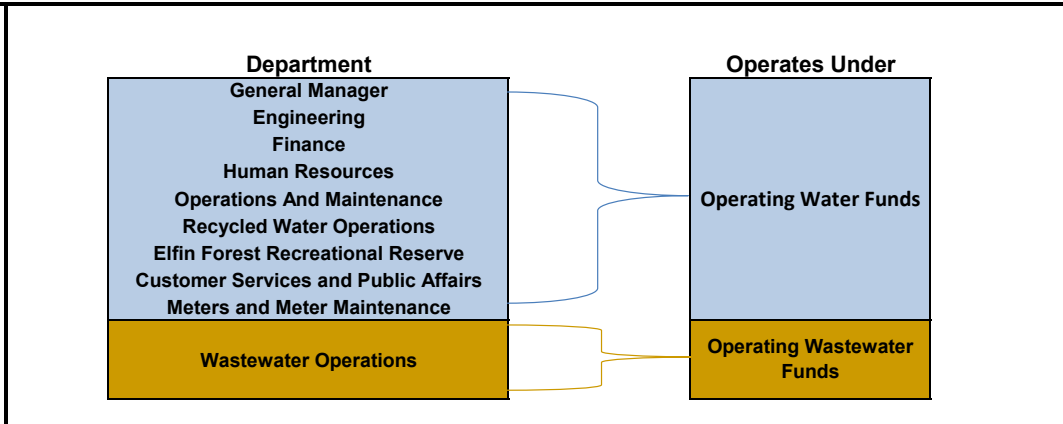 Department
General Manager
Engineering
Finance
Human Resources
Operations And Maintenance
Recycled Water Operations
Elfin Forest Recreational Reserve
Customer Services and Public Affairs
Meters and Meter Maintenance
Wastewater Operations
Operates Under
Operating Water Funds
Operating Wastewater
Funds